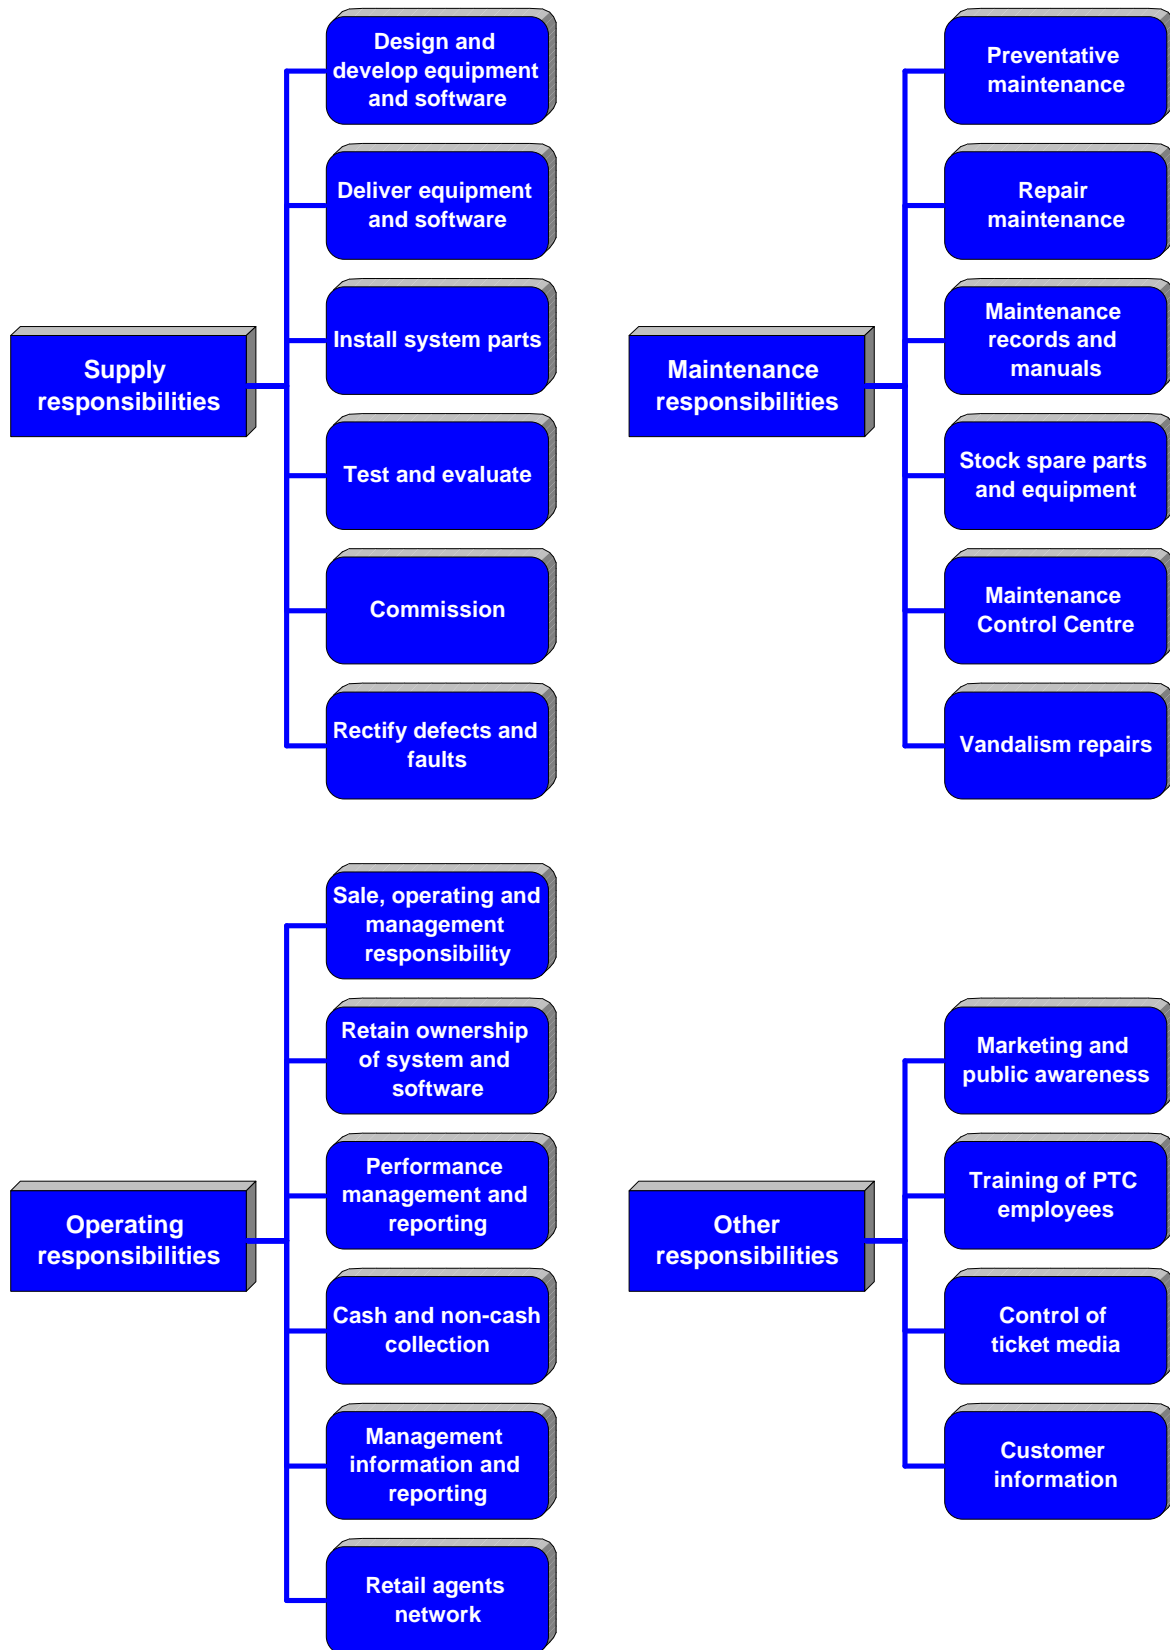 Supply
responsibilities
Design and
develop equipment
and software
Deliver equipment
and software
Install system parts
Test and evaluate
Commission
Rectify defects and
faults
Maintenance
responsibilities
Preventative
maintenance
Repair
maintenance
Maintenance
records and
manuals
Stock spare parts
and equipment
Maintenance
Control Centre
Vandalism repairs
Operating
responsibilities
Sale, operating and
management
responsibility
Retain ownership
of system and
software
Performance
management and
reporting
Cash and non-cash
collection
Management
information and
reporting
Retail agents
network
Other
responsibilities
Marketing and
public awareness
Training of PTC
employees
Control of
ticket media
Customer
information